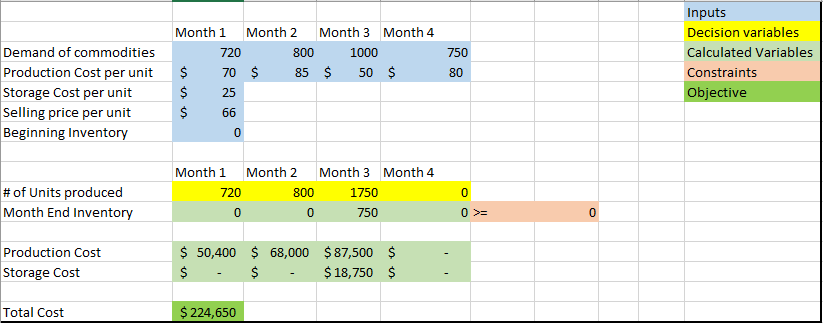 Inputs
Month 1 Month 2 Month 3 Month 4 Decision variables
Demand of commodities 720 800 1000 750 Calculated Variables
Production Cost per unit $ 70 $ 85 $ 50 $ 80 Constraints
Storage Cost per unit $ 25 Objective
Selling price per unit $ 66
Beginning Inventory 0
Month 1 Month 2 Month 3 Month 4
# of Units produced 720 800 1750 0
Month End Inventory 0 0 750 0 >= 0
Production Cost $ 50,400 $ 68,000 $ 87,500 $ -
Storage Cost $ - $ - $ 18,750 $ -
Total Cost $ 224,650